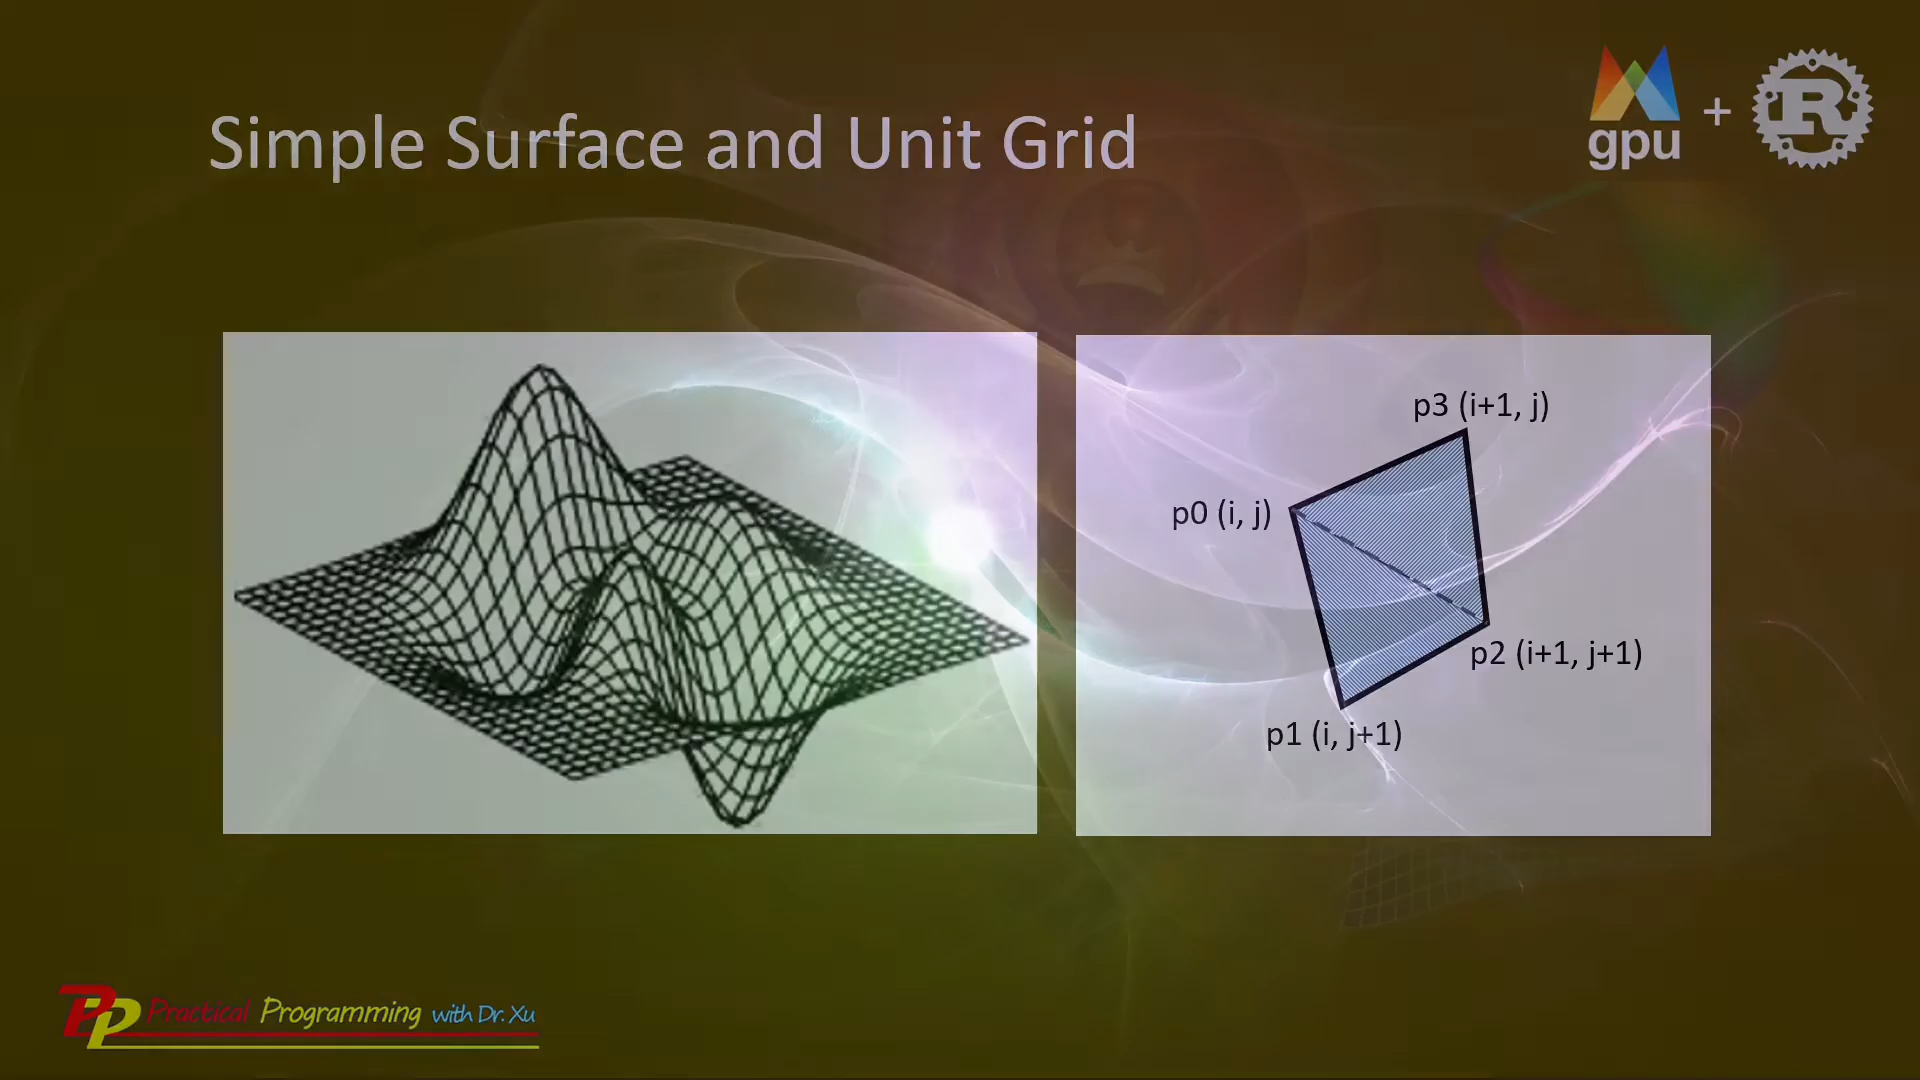 Simple Surface and Unit Grid
gpu
+
R
p3 (i+1, j)
p0 (i, j)
p2 (i+1, j+1)
p1 (i, j+1)
PP Practical Programming with Dr. Xu